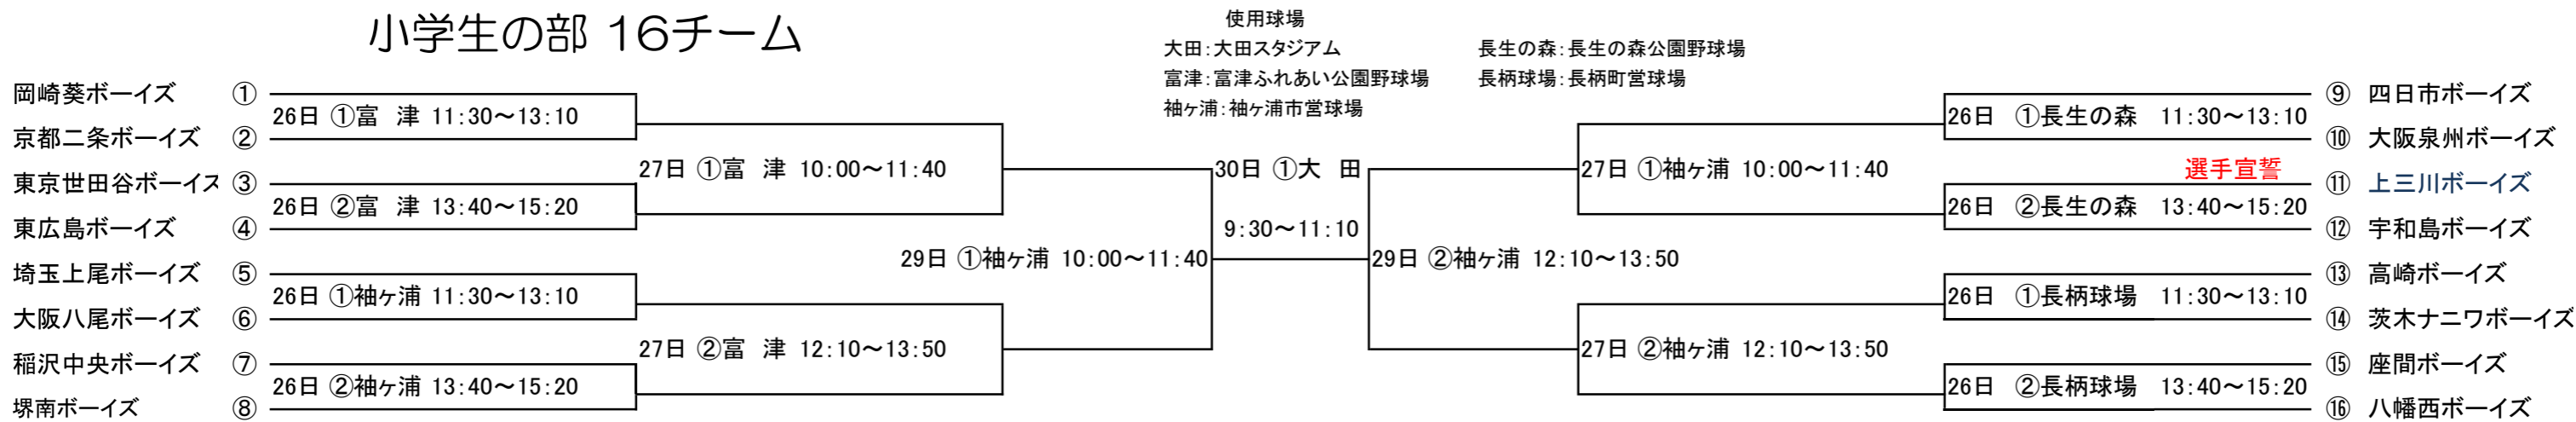 小学生の部 16チーム
使用球場
大田：大田スタジアム
長生の森：長生の森公園野球場
富津：富津ふれあい公園野球場
長柄球場：長柄町営球場
袖ヶ浦：袖ヶ浦市営球場
岡崎葵ボーイズ ①
京都二条ボーイズ ②
東京世田谷ボーイズ ③
東広島ボーイズ ④
埼玉上尾ボーイズ ⑤
大阪八尾ボーイズ ⑥
稲沢中央ボーイズ ⑦
堺南ボーイズ ⑧
26日 ①富　津 11:30～13:10
26日 ②富　津 13:40～15:20
26日 ①袖ヶ浦 11:30～13:10
26日 ②袖ヶ浦 13:40～15:20
27日 ①富　津 10:00～11:40
27日 ②富　津 12:10～13:50
29日 ①袖ヶ浦 10:00～11:40
30日 ①大　田
9:30～11:10
29日 ②袖ヶ浦 12:10～13:50
27日 ①袖ヶ浦 10:00～11:40
27日 ②袖ヶ浦 12:10～13:50
26日　①長生の森　11:30～13:10
26日　②長生の森　13:40～15:20
26日　①長柄球場　11:30～13:10
26日　②長柄球場　13:40～15:20
⑨ 四日市ボーイズ
⑩ 大阪泉州ボーイズ
選手宣誓
⑪ 上三川ボーイズ
⑫ 宇和島ボーイズ
⑬ 高崎ボーイズ
⑭ 茨木ナニワボーイズ
⑮ 座間ボーイズ
⑯ 八幡西ボーイズ